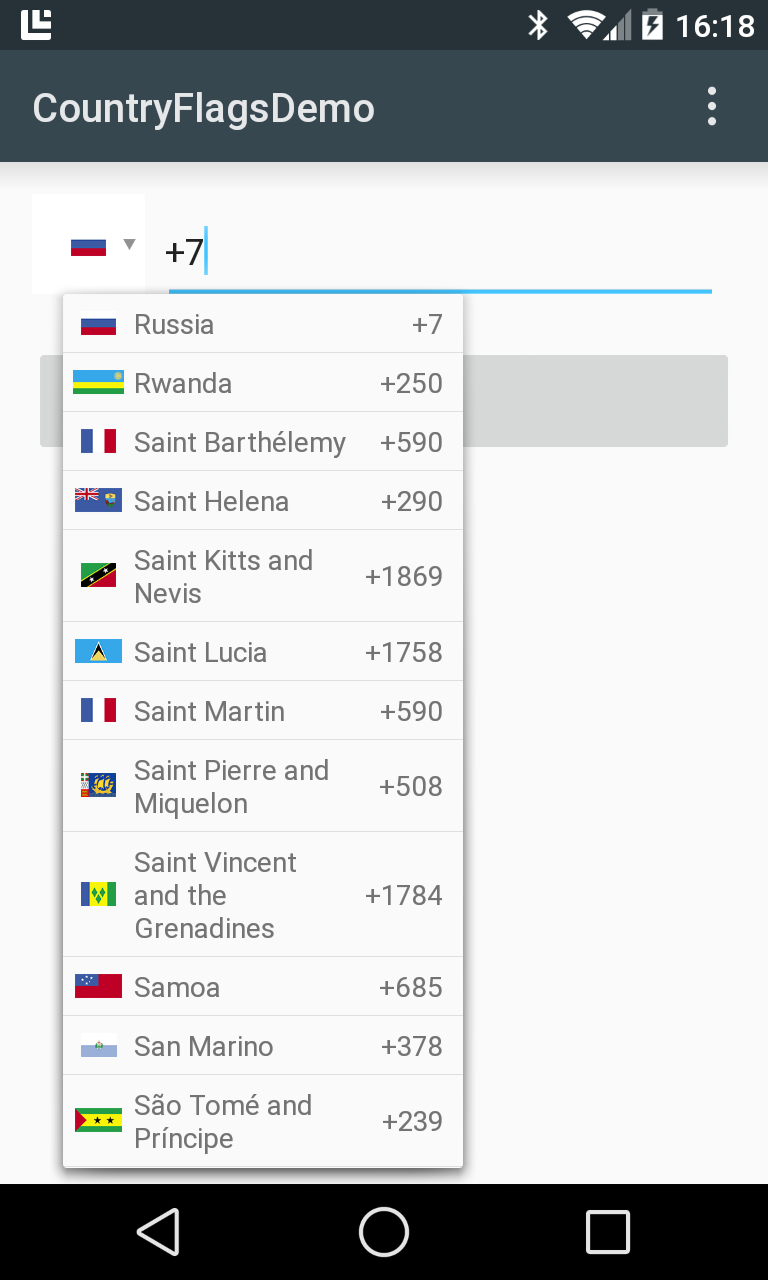 16:18
CountryFlagsDemo
+7
Russia +7
Rwanda +250
Saint Barthélemy +590
Saint Helena +290
Saint Kitts and
Nevis +1869
Saint Lucia +1758
Saint Martin +590
Saint Pierre and
Miquelon +508
Saint Vincent
and the +1784
Grenadines
Samoa +685
San Marino +378
São Tomé and
Príncipe +239